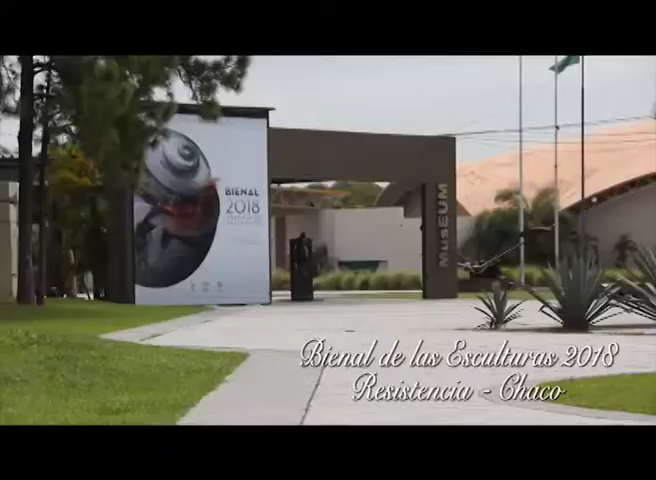 BIENAL
2018
MusEUM
Bienal de las Esculturas 2018
Resistencia - Chaco